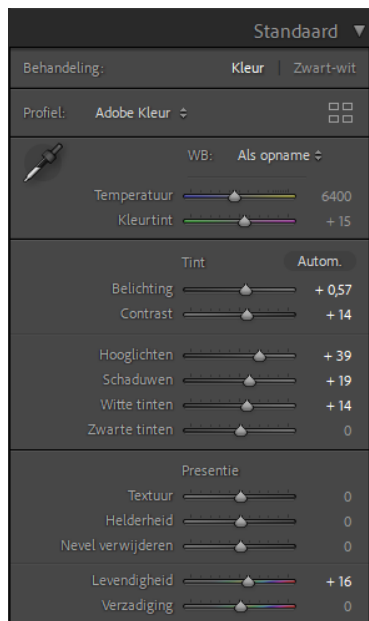 Standaard ▼
Behandeling: Kleur | Zwart-wit
Profiel: Adobe Kleur
WB: Als opname
Temperatuur 6400
Kleurtint + 15
Tint Autom.
Belichting + 0,57
Contrast + 14
Hooglichten + 39
Schaduwen + 19
Witte tinten + 14
Zwarte tinten 0
Presentie
Textuur 0
Helderheid 0
Nevel verwijderen 0
Levendigheid + 16
Verzadiging 0